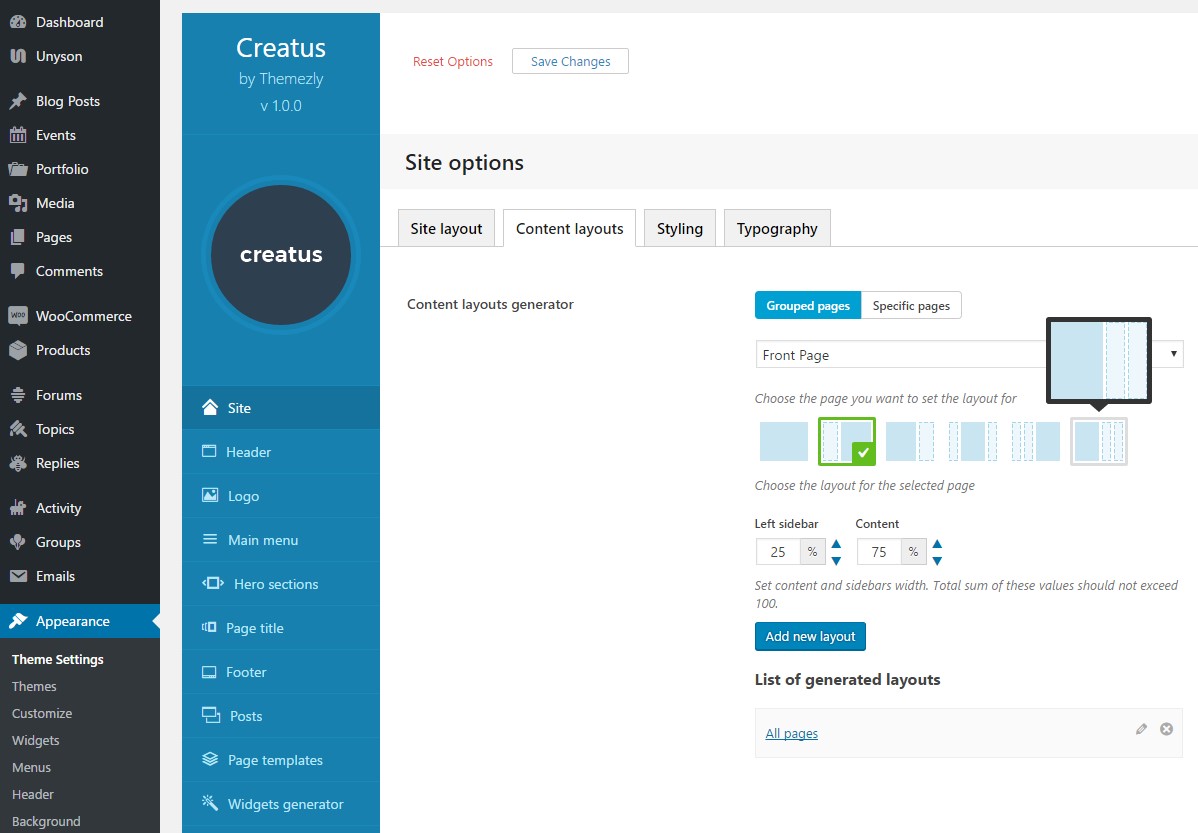 Dashboard
Unyson
Blog Posts
Events
Portfolio
Media
Pages
Comments
WOO
WooCommerce
Products
Forums
Topics
Replies
Activity
Groups
Emails
Appearance
Theme Settings
Themes
Customize
Widgets
Menus
Header
Background
Creatus
by Themezly
v 1.0.0
creatus
Site
Header
Logo
Main menu
Hero sections
Page title
Footer
Posts
Page templates
Widgets generator
Reset Options
Save Changes
Site options
Site layout
Content layouts
Styling
Typography
Content layouts generator
Grouped pages
Specific pages
Front Page
Choose the page you want to set the layout for
Choose the layout for the selected page
Left sidebar
Content
25 %
75 %
Set content and sidebars width. Total sum of these values should not exceed
100.
Add new layout
List of generated layouts
All pages